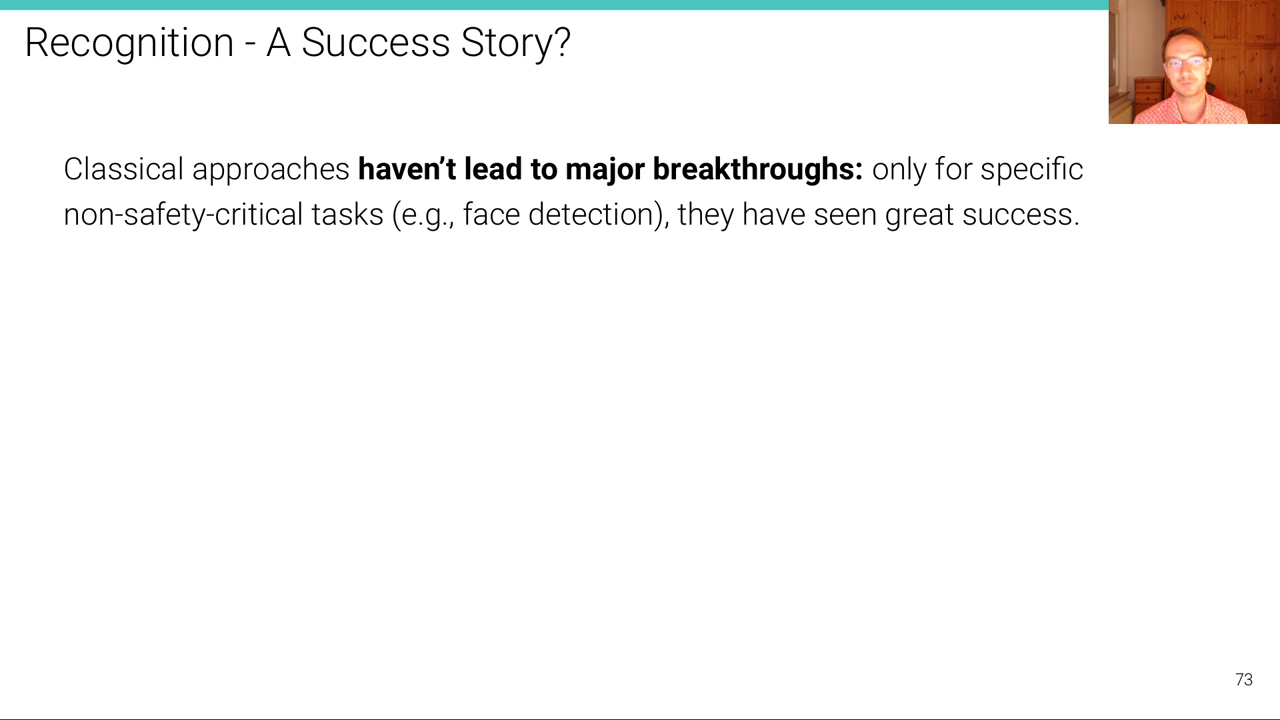 Recognition - A Success Story?
Classical approaches haven't lead to major breakthroughs: only for specific
non-safety-critical tasks (e.g., face detection), they have seen great success.
73